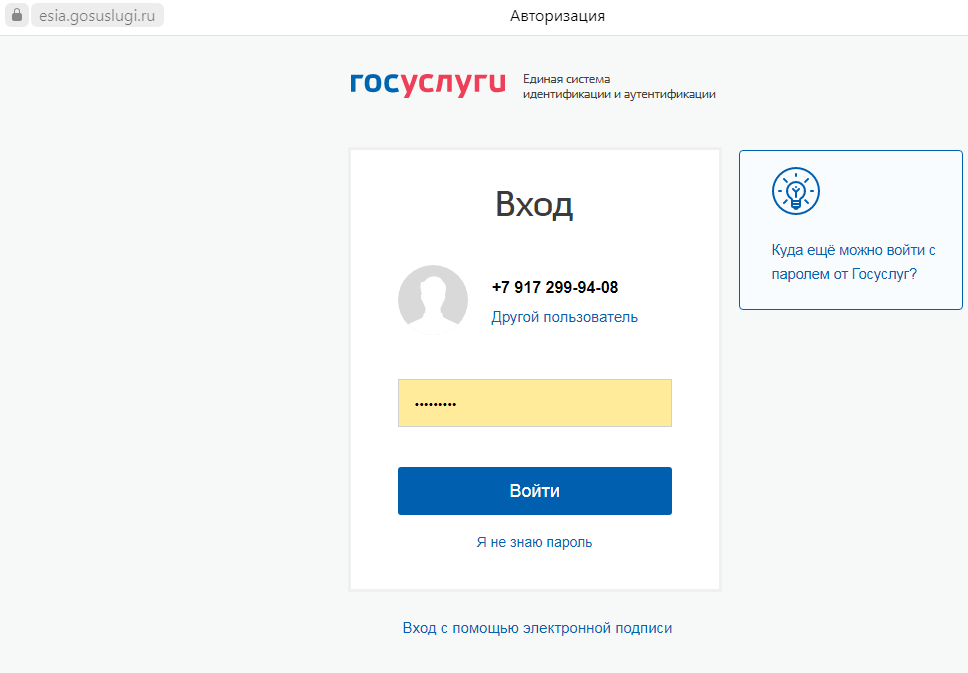 esia.gosuslugi.ru
Авторизация
госуслуги
Единая система
идентификации и аутентификации
Вход
+7 917 299-94-08
Другой пользователь
•••••••••
Войти
Я не знаю пароль
Вход с помощью электронной подписи
Куда ещё можно войти с
паролем от Госуслуг?